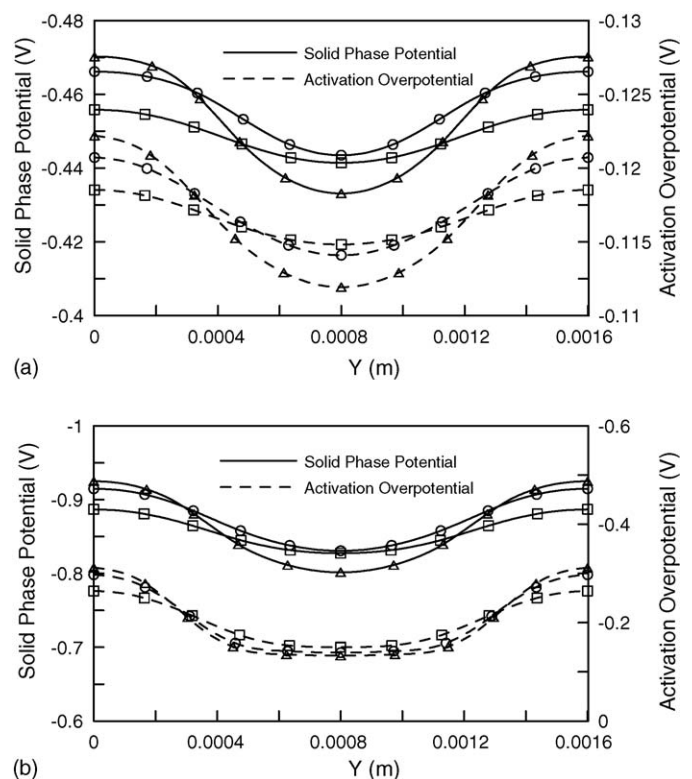 -0.48
-0.46
-0.44
-0.42
-0.4
Solid Phase Potential (V)
Solid Phase Potential
Activation Overpotential
-0.13
-0.125
-0.12
-0.115
-0.11
Activation Overpotential (V)
0 0.0004 0.0008 0.0012 0.0016
Y (m)
(a)
-1
-0.9
-0.8
-0.7
-0.6
Solid Phase Potential (V)
Solid Phase Potential
Activation Overpotential
-0.6
-0.4
-0.2
0
Activation Overpotential (V)
0 0.0004 0.0008 0.0012 0.0016
Y (m)
(b)